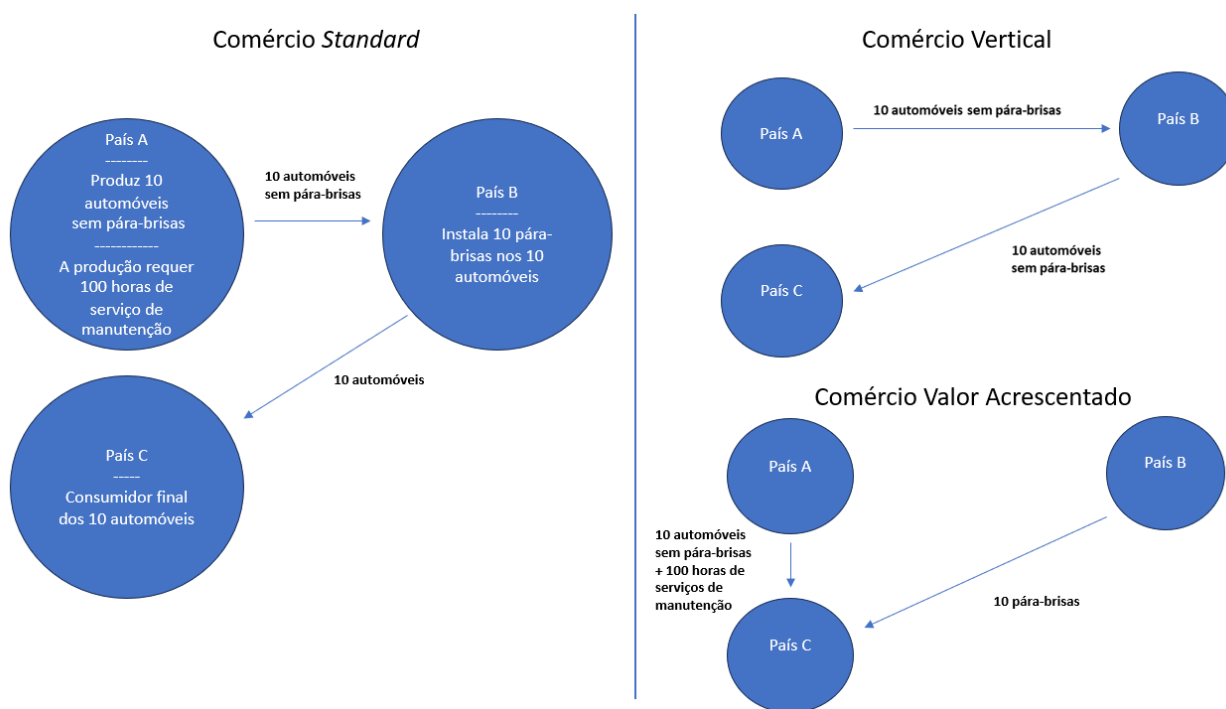 Comércio Standard
País A
--------
Produz 10
automóveis
sem pára-brisas
------------
A produção requer
100 horas de
serviço de
manutenção
10 automóveis
sem pára-brisas
País B
--------
Instala 10 pára-
brisas nos 10
automóveis
10 automóveis
País C
-----
Consumidor final
dos 10 automóveis
Comércio Vertical
País A
10 automóveis sem pára-brisas
País B
10 automóveis
sem pára-brisas
País C
Comércio Valor Acrescentado
País A
País B
10 automóveis
sem pára-brisas
+ 100 horas de
serviços de
manutenção
10 pára-brisas
País C